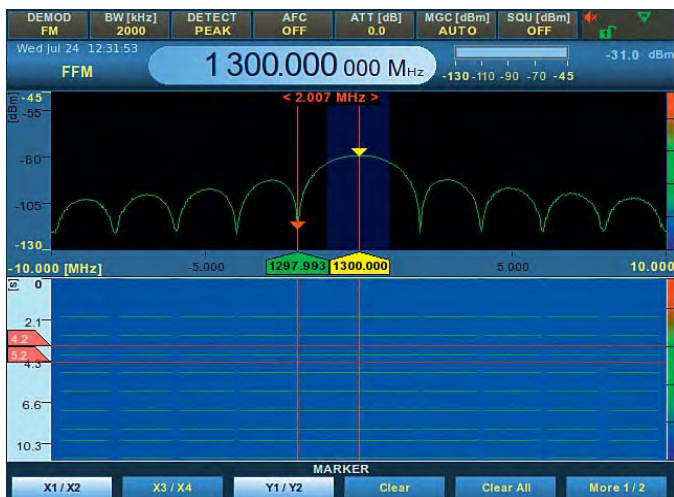 DEMOD BW [kHz] DETECT AFC ATT [dB] MGC [dBm] SQU [dBm]
FM 2000 PEAK OFF 0.0 AUTO OFF
Wed Jul 24 12:31:53
FFM
1 300.000 000 MHz
-130 -110 -90 -70 -45
-31.0 dBm
[dBm]
-45
< 2.007 MHz >
-55
-80
-105
-130
-10.000 [MHz] -5.000 1297.993 1300.000 5.000 10.000
[s] 0
2.1
4.2
5.2
4.3
6.6
10.3
MARKER
X1 / X2 X3 / X4 Y1 / Y2 Clear Clear All More 1 / 2